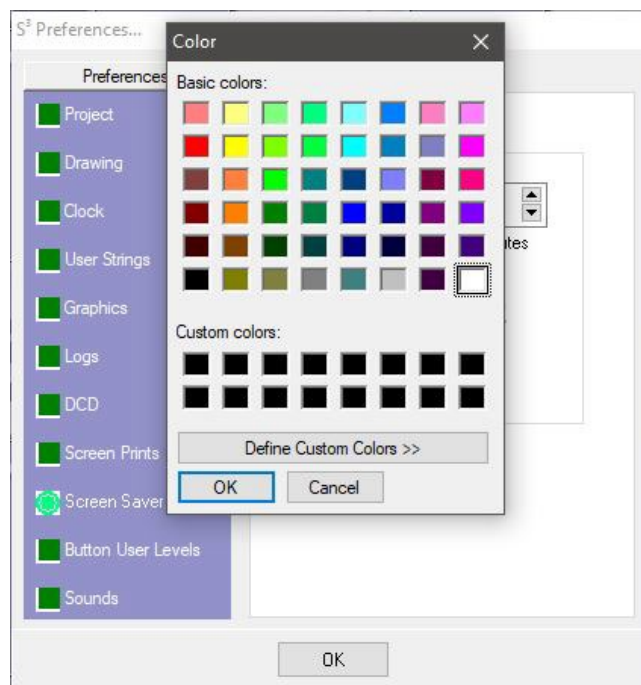 S³ Preferences...
Color
Preferences
Basic colors:
Project
Drawing
Clock
User Strings
Graphics
Logs
DCD
Screen Prints
Screen Saver
Button User Levels
Sounds
Custom colors:
Define Custom Colors >>
OK
Cancel
OK